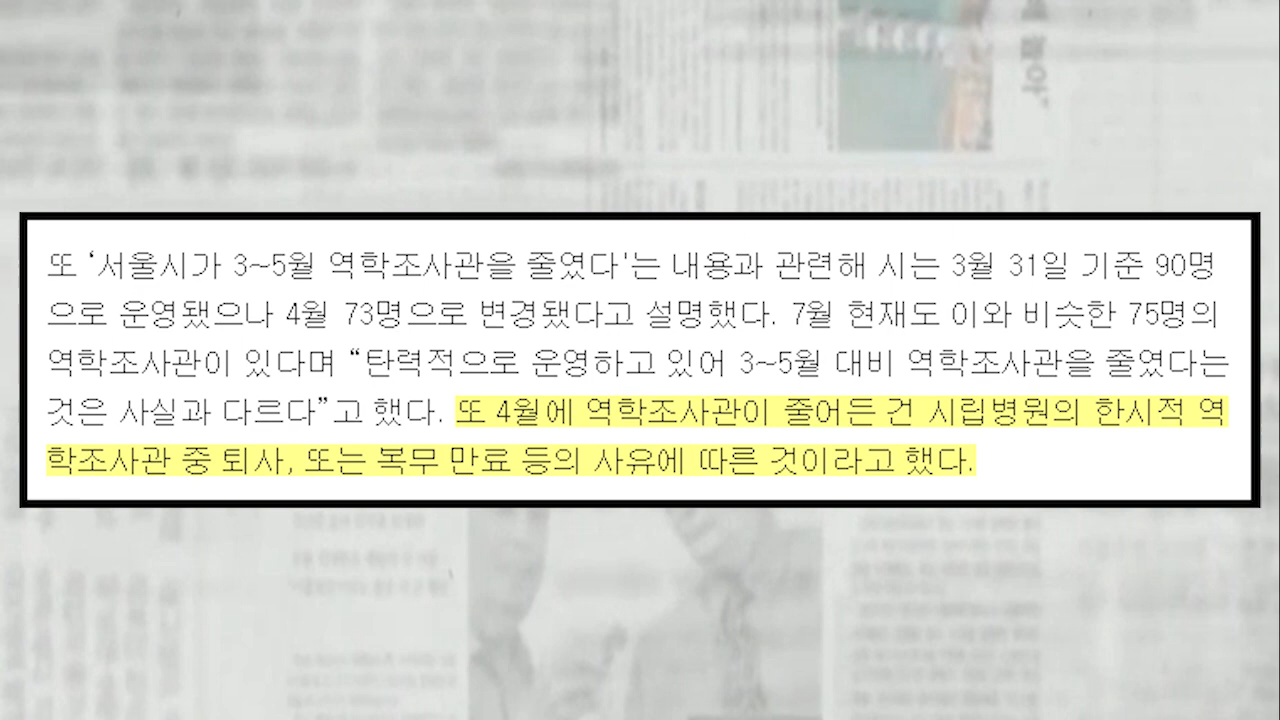 또 ‘서울시가 3~5월 역학조사관을 줄였다'는 내용과 관련해 시는 3월 31일 기준 90명
으로 운영됐으나 4월 73명으로 변경됐다고 설명했다. 7월 현재도 이와 비슷한 75명의
역학조사관이 있다며 “탄력적으로 운영하고 있어 3~5월 대비 역학조사관을 줄였다는
것은 사실과 다르다”고 했다. 또 4월에 역학조사관이 줄어든 건 시립병원의 한시적 역
학조사관 중 퇴사, 또는 복무 만료 등의 사유에 따른 것이라고 했다.